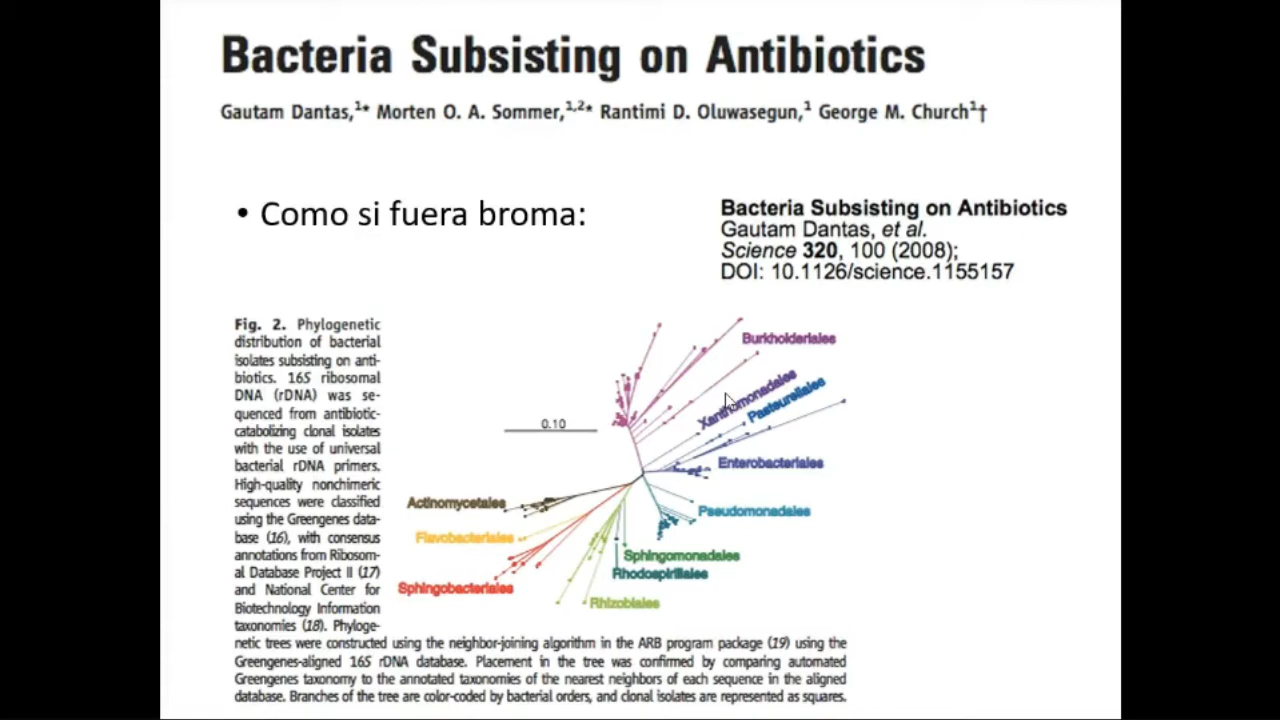 Bacteria Subsisting on Antibiotics
Gautam Dantas,1* Morten O. A. Sommer,1,2* Rantimi D. Oluwasegun,1 George M. Church1†
• Como si fuera broma:
Bacteria Subsisting on Antibiotics
Gautam Dantas, et al.
Science 320, 100 (2008);
DOI: 10.1126/science.1155157
Fig. 2. Phylogenetic
distribution of bacterial
isolates subsisting on anti-
biotics. 16S ribosomal
DNA (rDNA) was se-
quenced from antibiotic-
catabolizing clonal isolates
with the use of universal
bacterial rDNA primers.
High-quality nonchimeric
sequences were classified
using the Greengenes data-
base (16), with consensus
annotations from Ribosom-
al Database Project II (17)
and National Center for
Biotechnology Information
taxonomies (18). Phyloge-
netic trees were constructed using the neighbor-joining algorithm in the ARB program package (19) using the
Greengenes-aligned 16S rDNA database. Placement in the tree was confirmed by comparing automated
Greengenes taxonomy to the annotated taxonomies of the nearest neighbors of each sequence in the aligned
database. Branches of the tree are color-coded by bacterial orders, and clonal isolates are represented as squares.
Burkholderiales
Xanthomonadales
Pasteurellales
0.10
Enterobacteriales
Actinomycetales
Pseudomonadales
Flavobacteriales
Sphingomonadales
Rhodospirillales
Sphingobacteriales
Rhizobiales